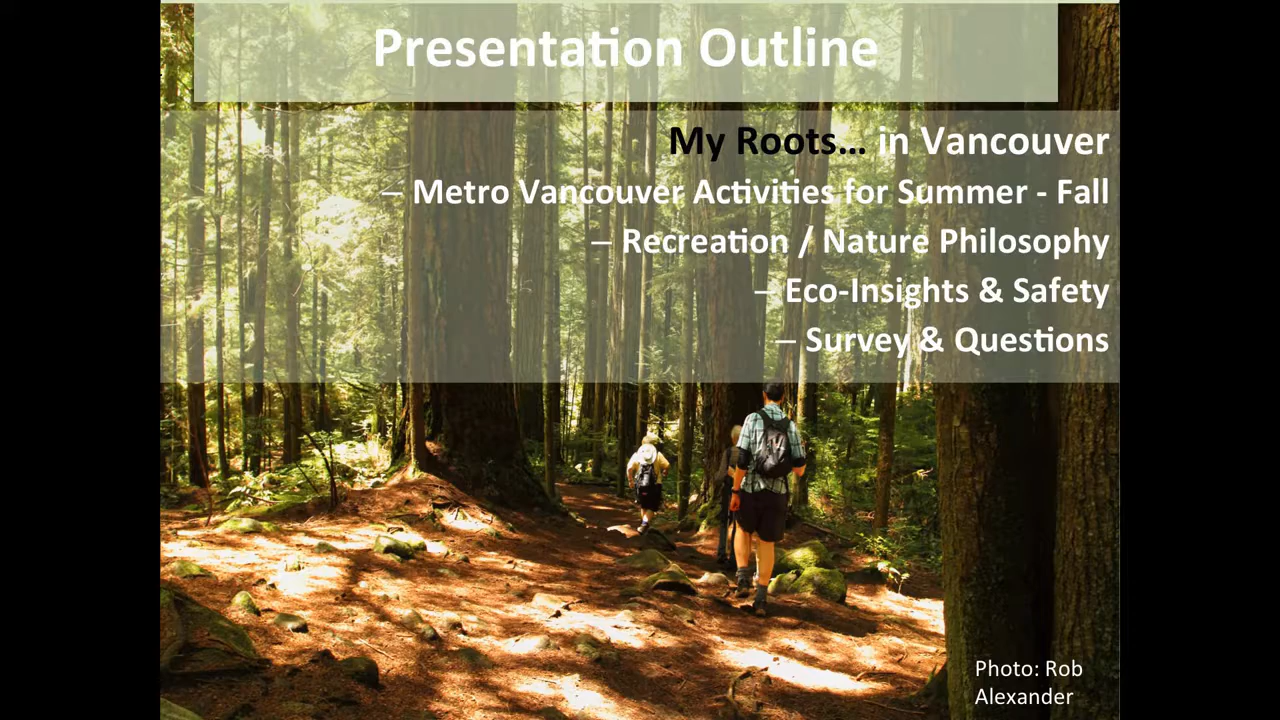 Presentation Outline
My Roots... in Vancouver
– Metro Vancouver Activities for Summer - Fall
– Recreation / Nature Philosophy
– Eco-Insights & Safety
– Survey & Questions
Photo: Rob
Alexander